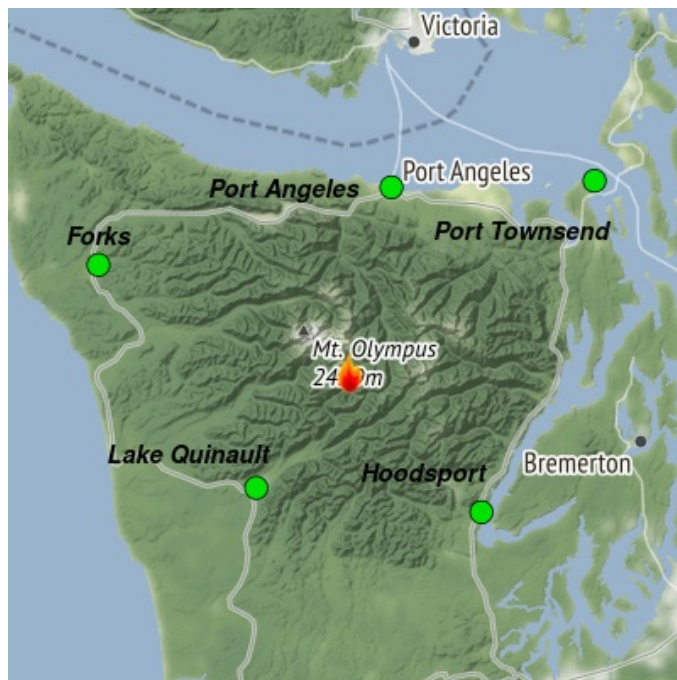 Victoria
Port Angeles
Port Angeles
Port Townsend
Forks
Mt. Olympus
Lake Quinault
Hoodsport
Bremerton